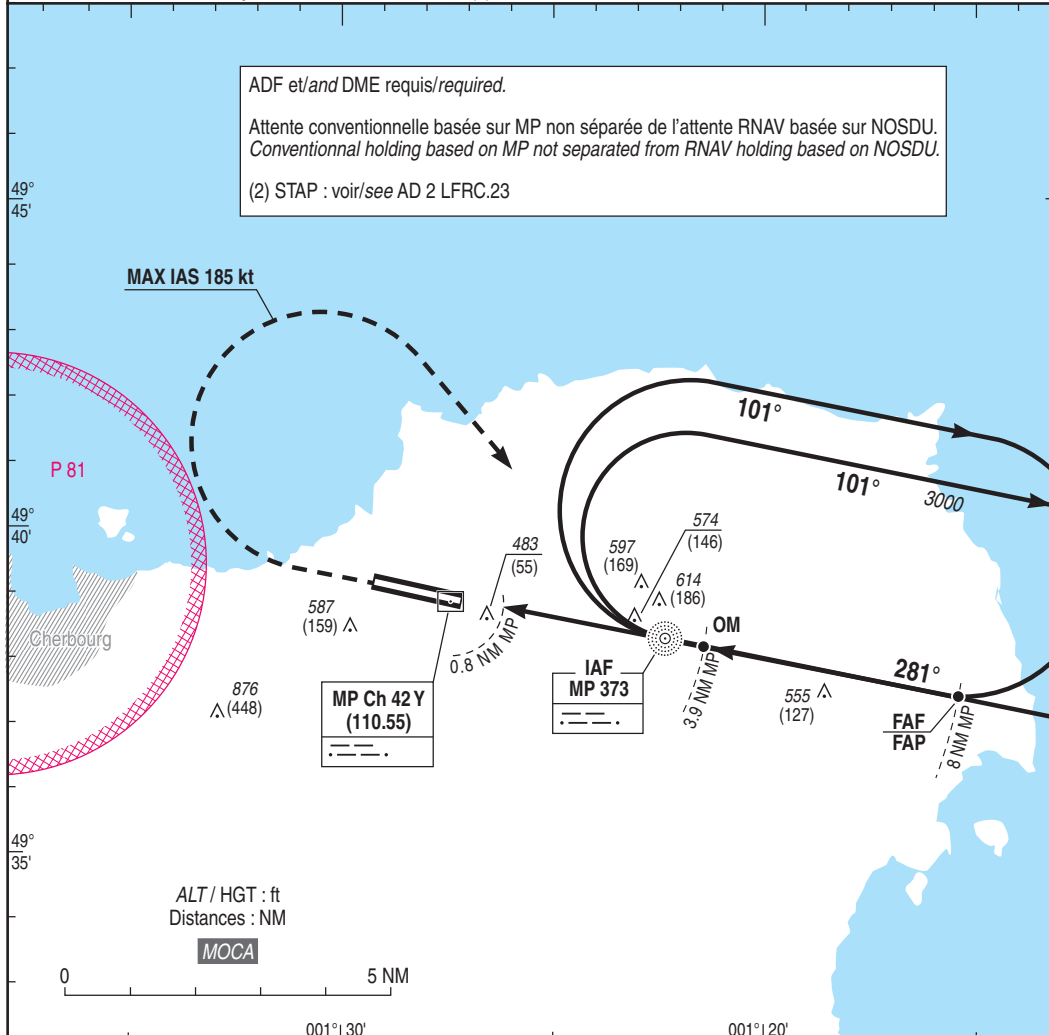 ADF et/and DME requis/required.
Attente conventionnelle basée sur MP non séparée de l'attente RNAV basée sur NOSDU.
Conventionnal holding based on MP not separated from RNAV holding based on NOSDU.
(2) STAP : voir/see AD 2 LFRC.23
49°
45'
MAX IAS 185 kt
101°
101°
3000
P 81
49°
40'
483
(55)
574
(146)
597
(169)
614
(186)
587
(159)
OM
Cherbourg
0.8 NM MP
IAF
MP 373
3.9 NM MP
281°
555
(127)
FAF
FAP
8 NM MP
MP Ch 42 Y
(110.55)
876
(448)
49°
35'
ALT / HGT : ft
Distances : NM
MOCA
0 5 NM
001° 30' 001° 20'